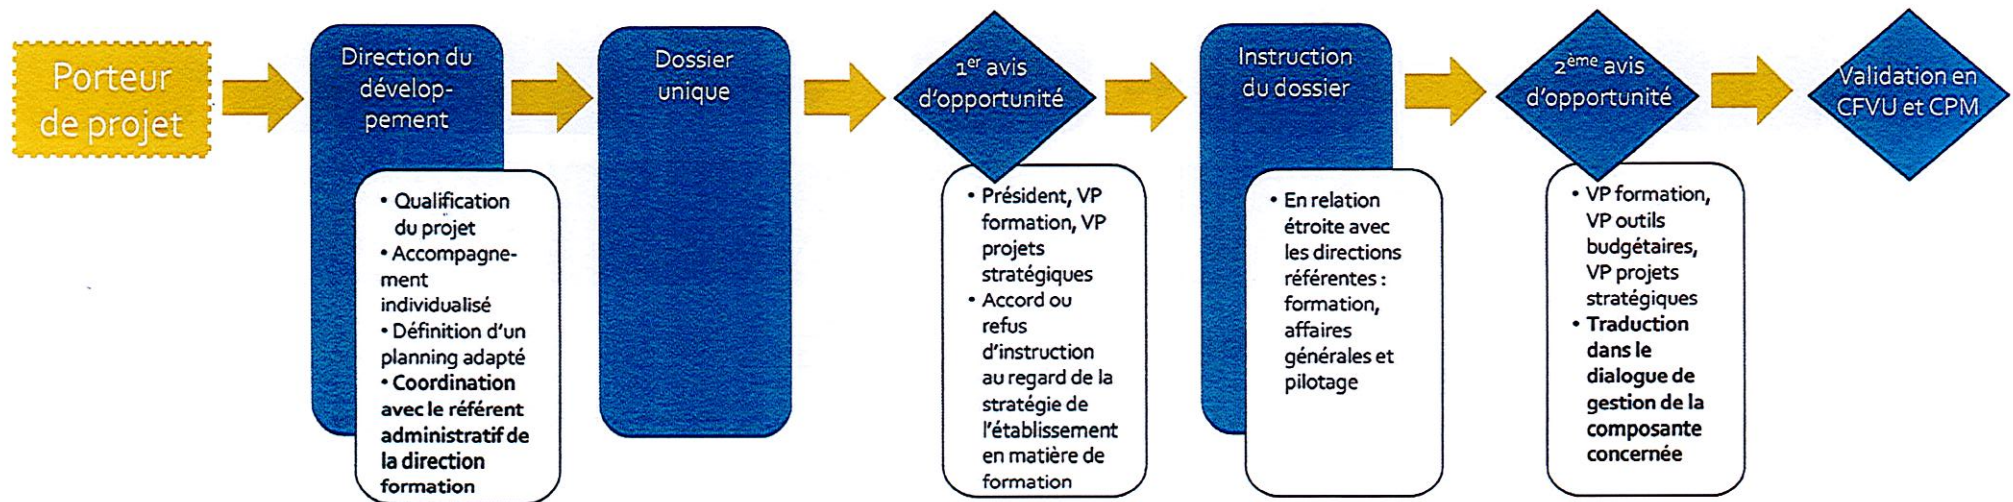 Porteur
de projet
Direction du
dévelop-
pement
• Qualification
du projet
• Accompagne-
ment
individualisé
• Définition d'un
planning adapté
• Coordination
avec le référent
administratif de
la direction
formation
Dossier
unique
1er avis
d'opportunité
• Président, VP
formation, VP
projets
stratégiques
• Accord ou
refus
d'instruction
au regard de la
stratégie de
l'établissement
en matière de
formation
Instruction
du dossier
• En relation
étroite avec
les directions
référentes :
formation,
affaires
générales et
pilotage
2ème avis
d'opportunité
• VP formation,
VP outils
budgétaires,
VP projets
stratégiques
• Traduction
dans le
dialogue de
gestion de la
composante
concernée
Validation en
CFVU et CPM